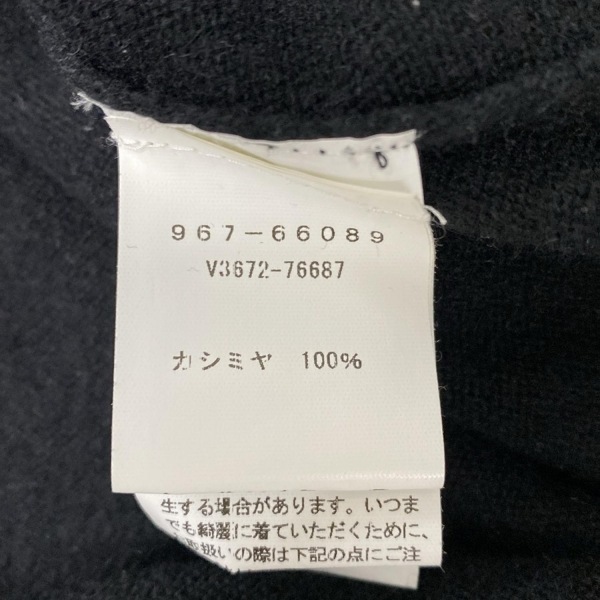 967-66089
V3672-76687
カシミヤ 100%
生する場合があります。いつま
でも綺麗に着ていただくために、
取扱いの際は下記の点にご注